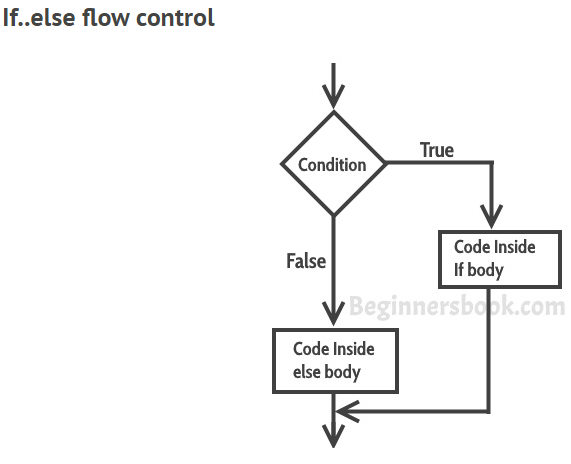 If..else flow control
Condition
True
Code Inside
If body
False
Beginnersbook.com
Code Inside
else body